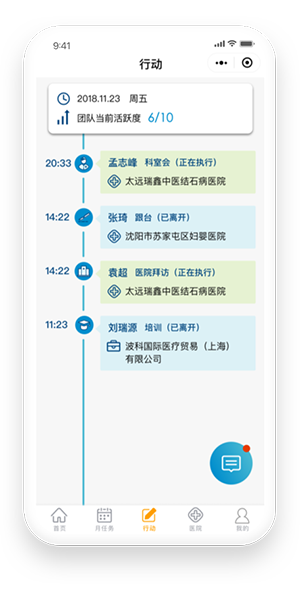 9:41
行动
2018.11.23 周五
团队当前活跃度 6/10
20:33 孟志峰 科室会（正在执行）
太远瑞鑫中医结石病医院
14:22 张琦 跟台（已离开）
沈阳市苏家屯区妇婴医院
14:22 袁超 医院拜访（正在执行）
太远瑞鑫中医结石病医院
11:23 刘瑞源 培训（已离开）
波科国际医疗贸易（上海）
有限公司
首页 月任务 行动 医院 我的